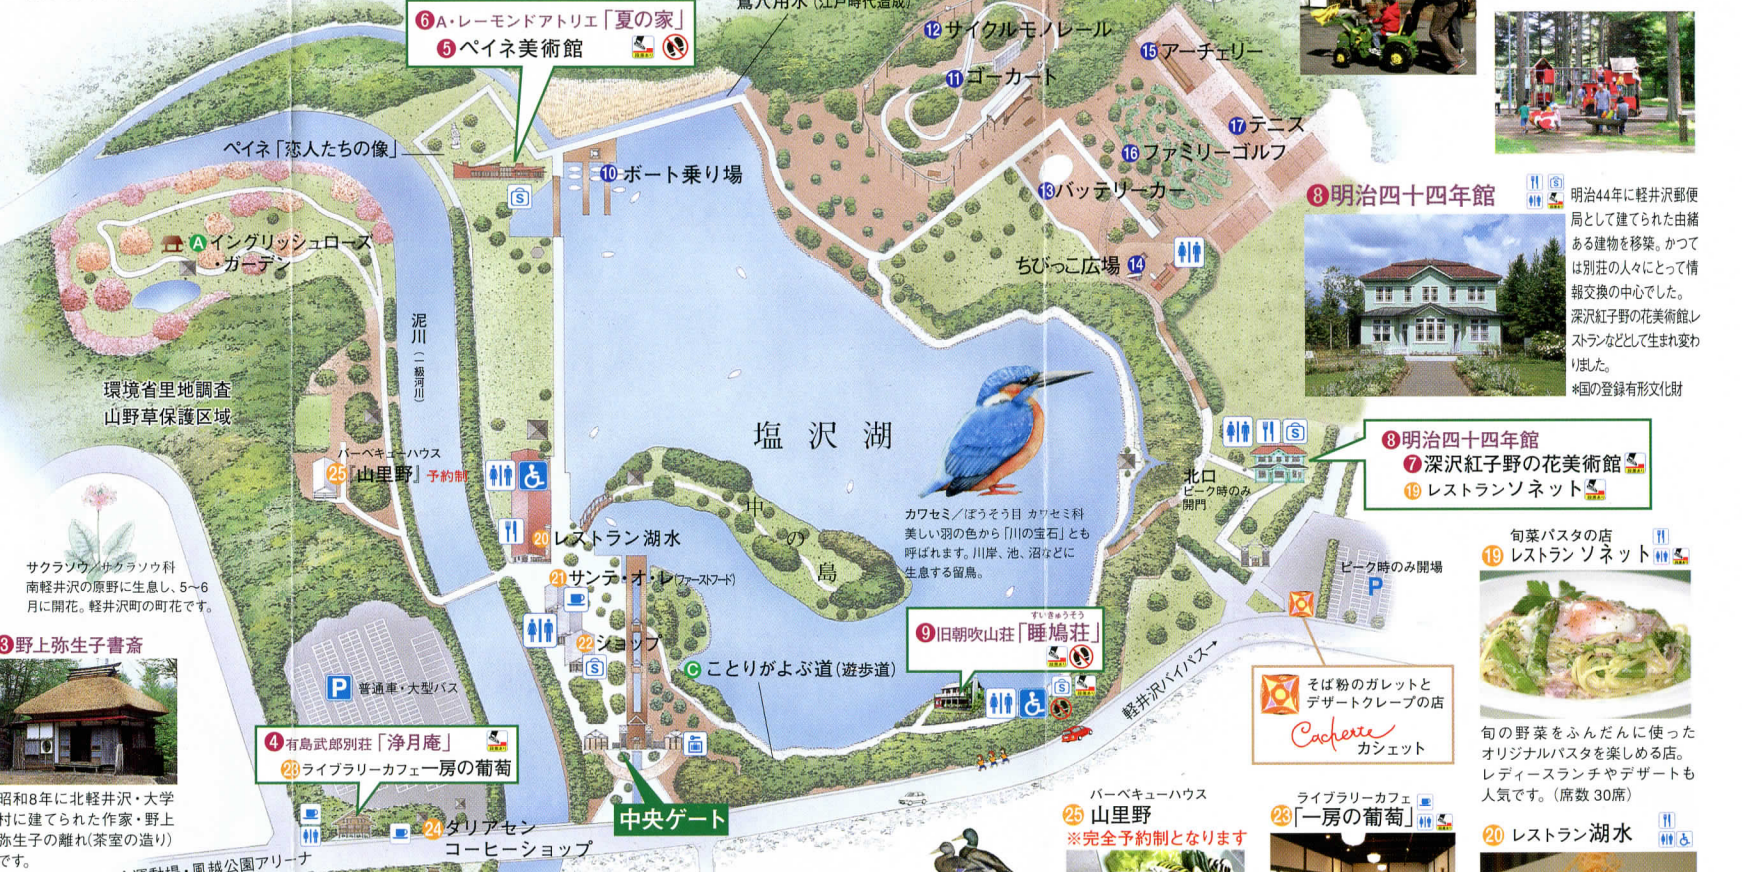 ⑥A・レーモンドアトリエ「夏の家」
⑤ペイネ美術館
(江戸時代造成)
⑫サイクルモノレール
⑪ゴーカート
⑮アーチェリー
⑰テニス
⑯ファミリーゴルフ
⑬バッテリーカー
ちびっこ広場⑭
ペイネ「恋人たちの像」
⑩ボート乗り場
Ⓐイングリッシュローズ
・ガーデン
泥川(一級河川)
環境省里地調査
山野草保護区域
バーベキューハウス
㉕『山里野』予約制
塩沢湖
中の島
⑳レストラン湖水
㉑サンテ・オ・レ(ファーストフード)
㉒ショップ
カワセミ/ぼうそう目 カワセミ科
美しい羽の色から「川の宝石」とも
呼ばれます。川岸、池、沼などに
生息する留鳥。
すいきゅうそう
⑨旧朝吹山荘「睡鳩荘」
Ⓒことりがよぶ道(遊歩道)
軽井沢バイパス→
中央ゲート
P 普通車・大型バス
④有島武郎別荘「浄月庵」
㉓ライブラリーカフェ一房の葡萄
㉔タリアセン
コーヒーショップ
風越公園アリーナ
サクラソウ/サクラソウ科
南軽井沢の原野に生息し、5〜6
月に開花。軽井沢町の町花です。
③野上弥生子書斎
昭和8年に北軽井沢・大学
村に建てられた作家・野上
弥生子の離れ(茶室の造り)
です。
⑧明治四十四年館
明治44年に軽井沢郵便
局として建てられた由緒
ある建物を移築。かつて
は別荘の人々にとって情
報交換の中心でした。
深沢紅子野の花美術館、レ
ストランなどとして生まれ変わ
りました。
*国の登録有形文化財
⑧明治四十四年館
⑦深沢紅子野の花美術館
⑲レストランソネット
北口
ピーク時のみ
開門
ピーク時のみ開場
P
そば粉のガレットと
デザートクレープの店
Cachette
カシェット
旬菜パスタの店
⑲レストランソネット
旬の野菜をふんだんに使った
オリジナルパスタを楽しめる店。
レディースランチやデザートも
人気です。(席数 30席)
⑳レストラン湖水
バーベキューハウス
㉕山里野
※完全予約制となります
ライブラリーカフェ
㉓「一房の葡萄」